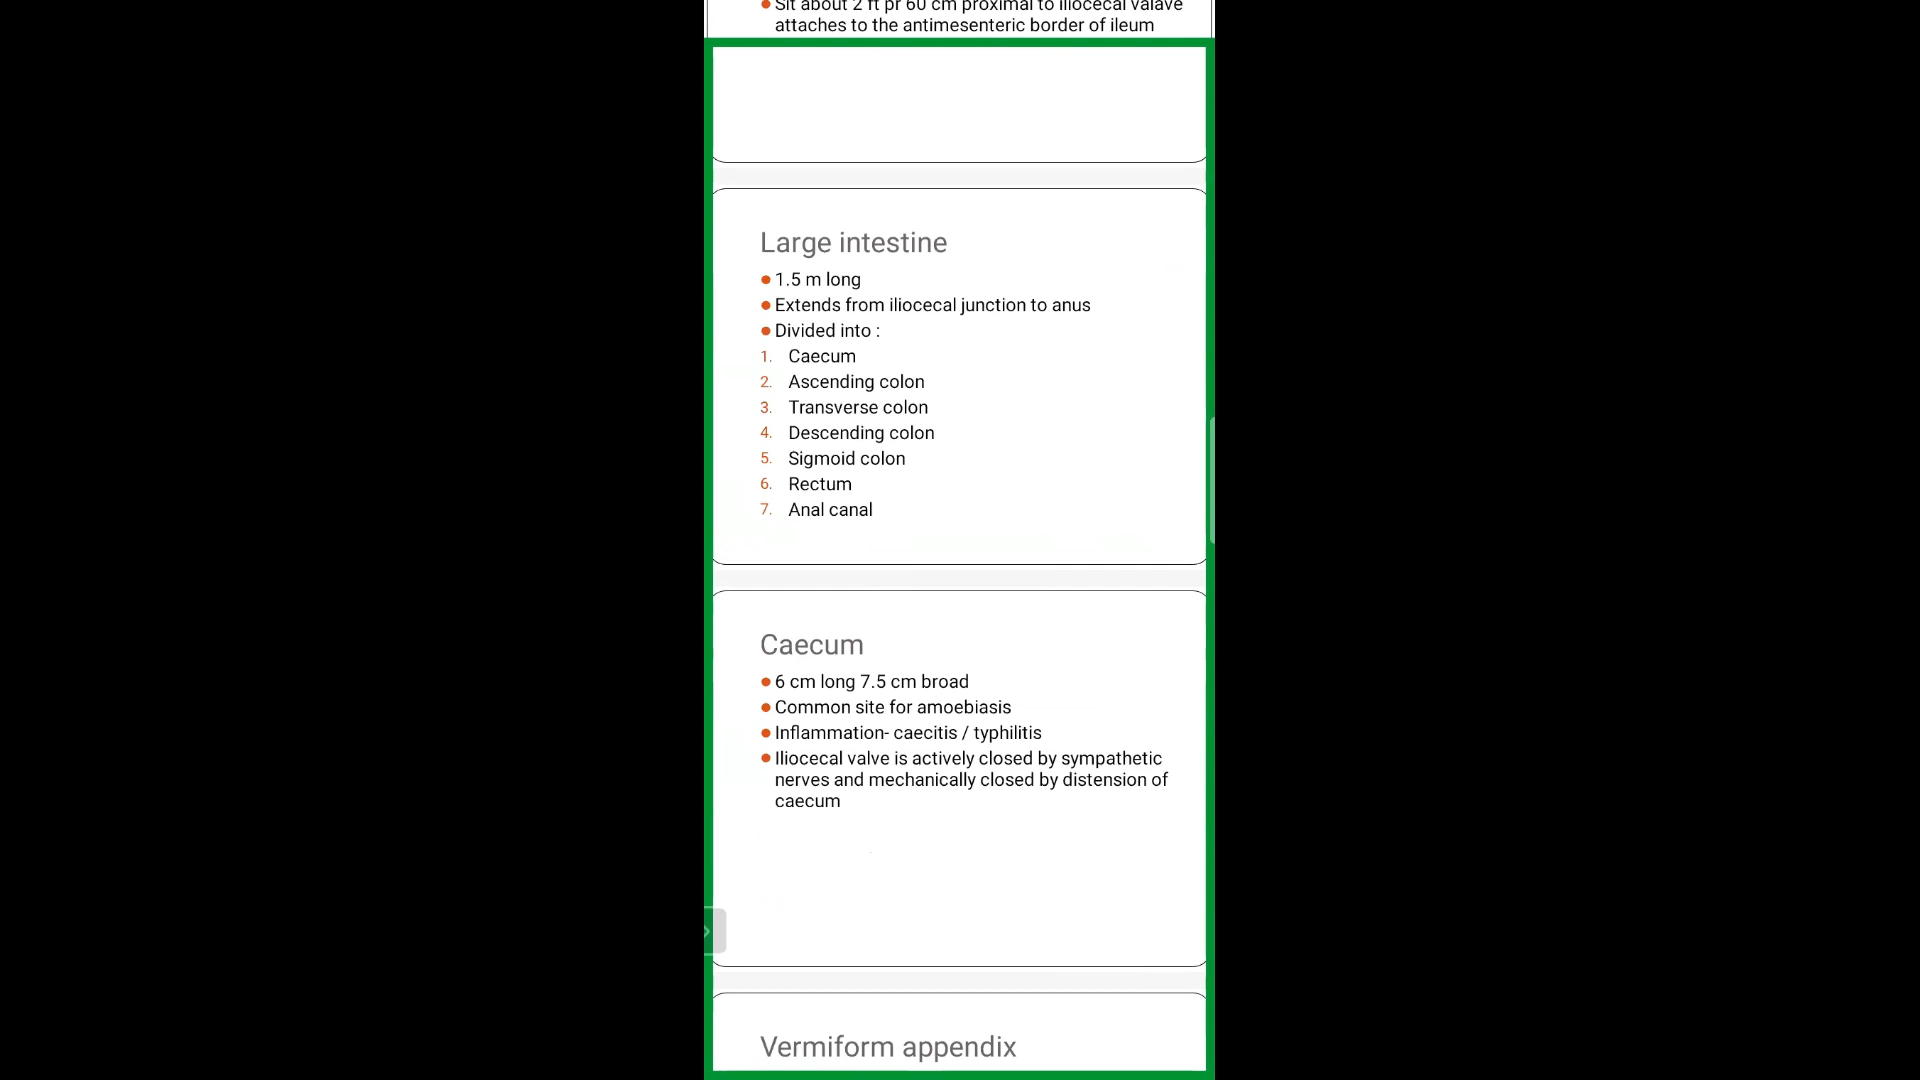 Sit about 2 ft pr 60 cm proximal to iliocecal valave
attaches to the antimesenteric border of ileum
Large intestine
1.5 m long
Extends from iliocecal junction to anus
Divided into :
1. Caecum
2. Ascending colon
3. Transverse colon
4. Descending colon
5. Sigmoid colon
6. Rectum
7. Anal canal
Caecum
6 cm long 7.5 cm broad
Common site for amoebiasis
Inflammation- caecitis / typhilitis
Iliocecal valve is actively closed by sympathetic
nerves and mechanically closed by distension of
caecum
Vermiform appendix